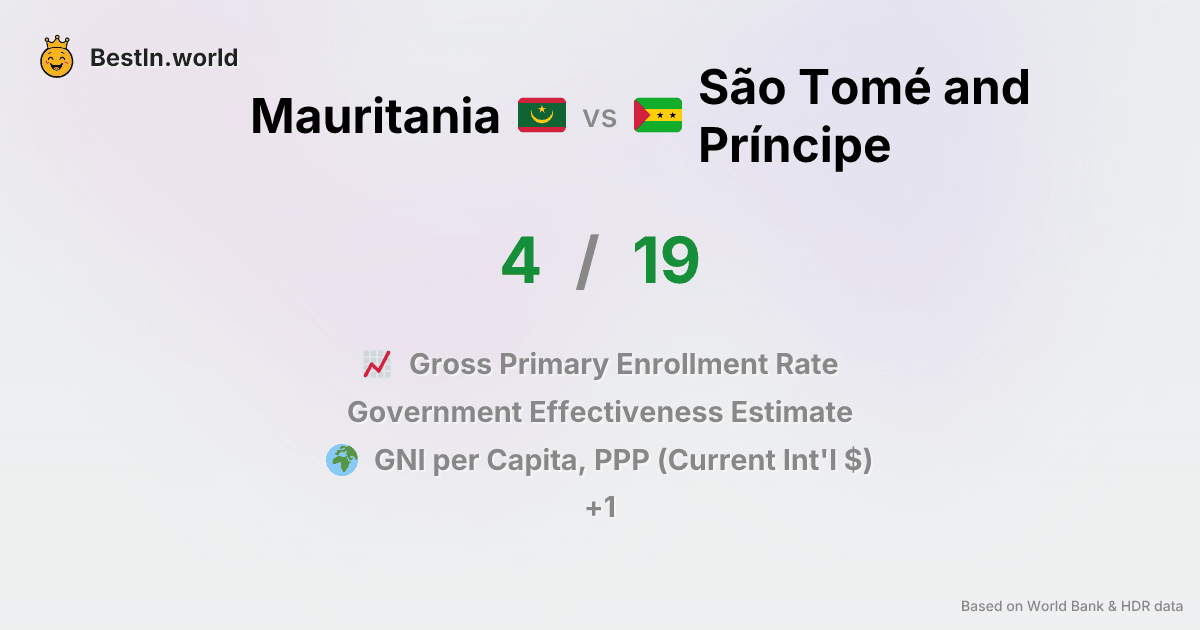 BestIn.world
Mauritania vs São Tomé and
Príncipe
4 / 19
Gross Primary Enrollment Rate
Government Effectiveness Estimate
GNI per Capita, PPP (Current Int'l $)
+1
Based on World Bank & HDR data